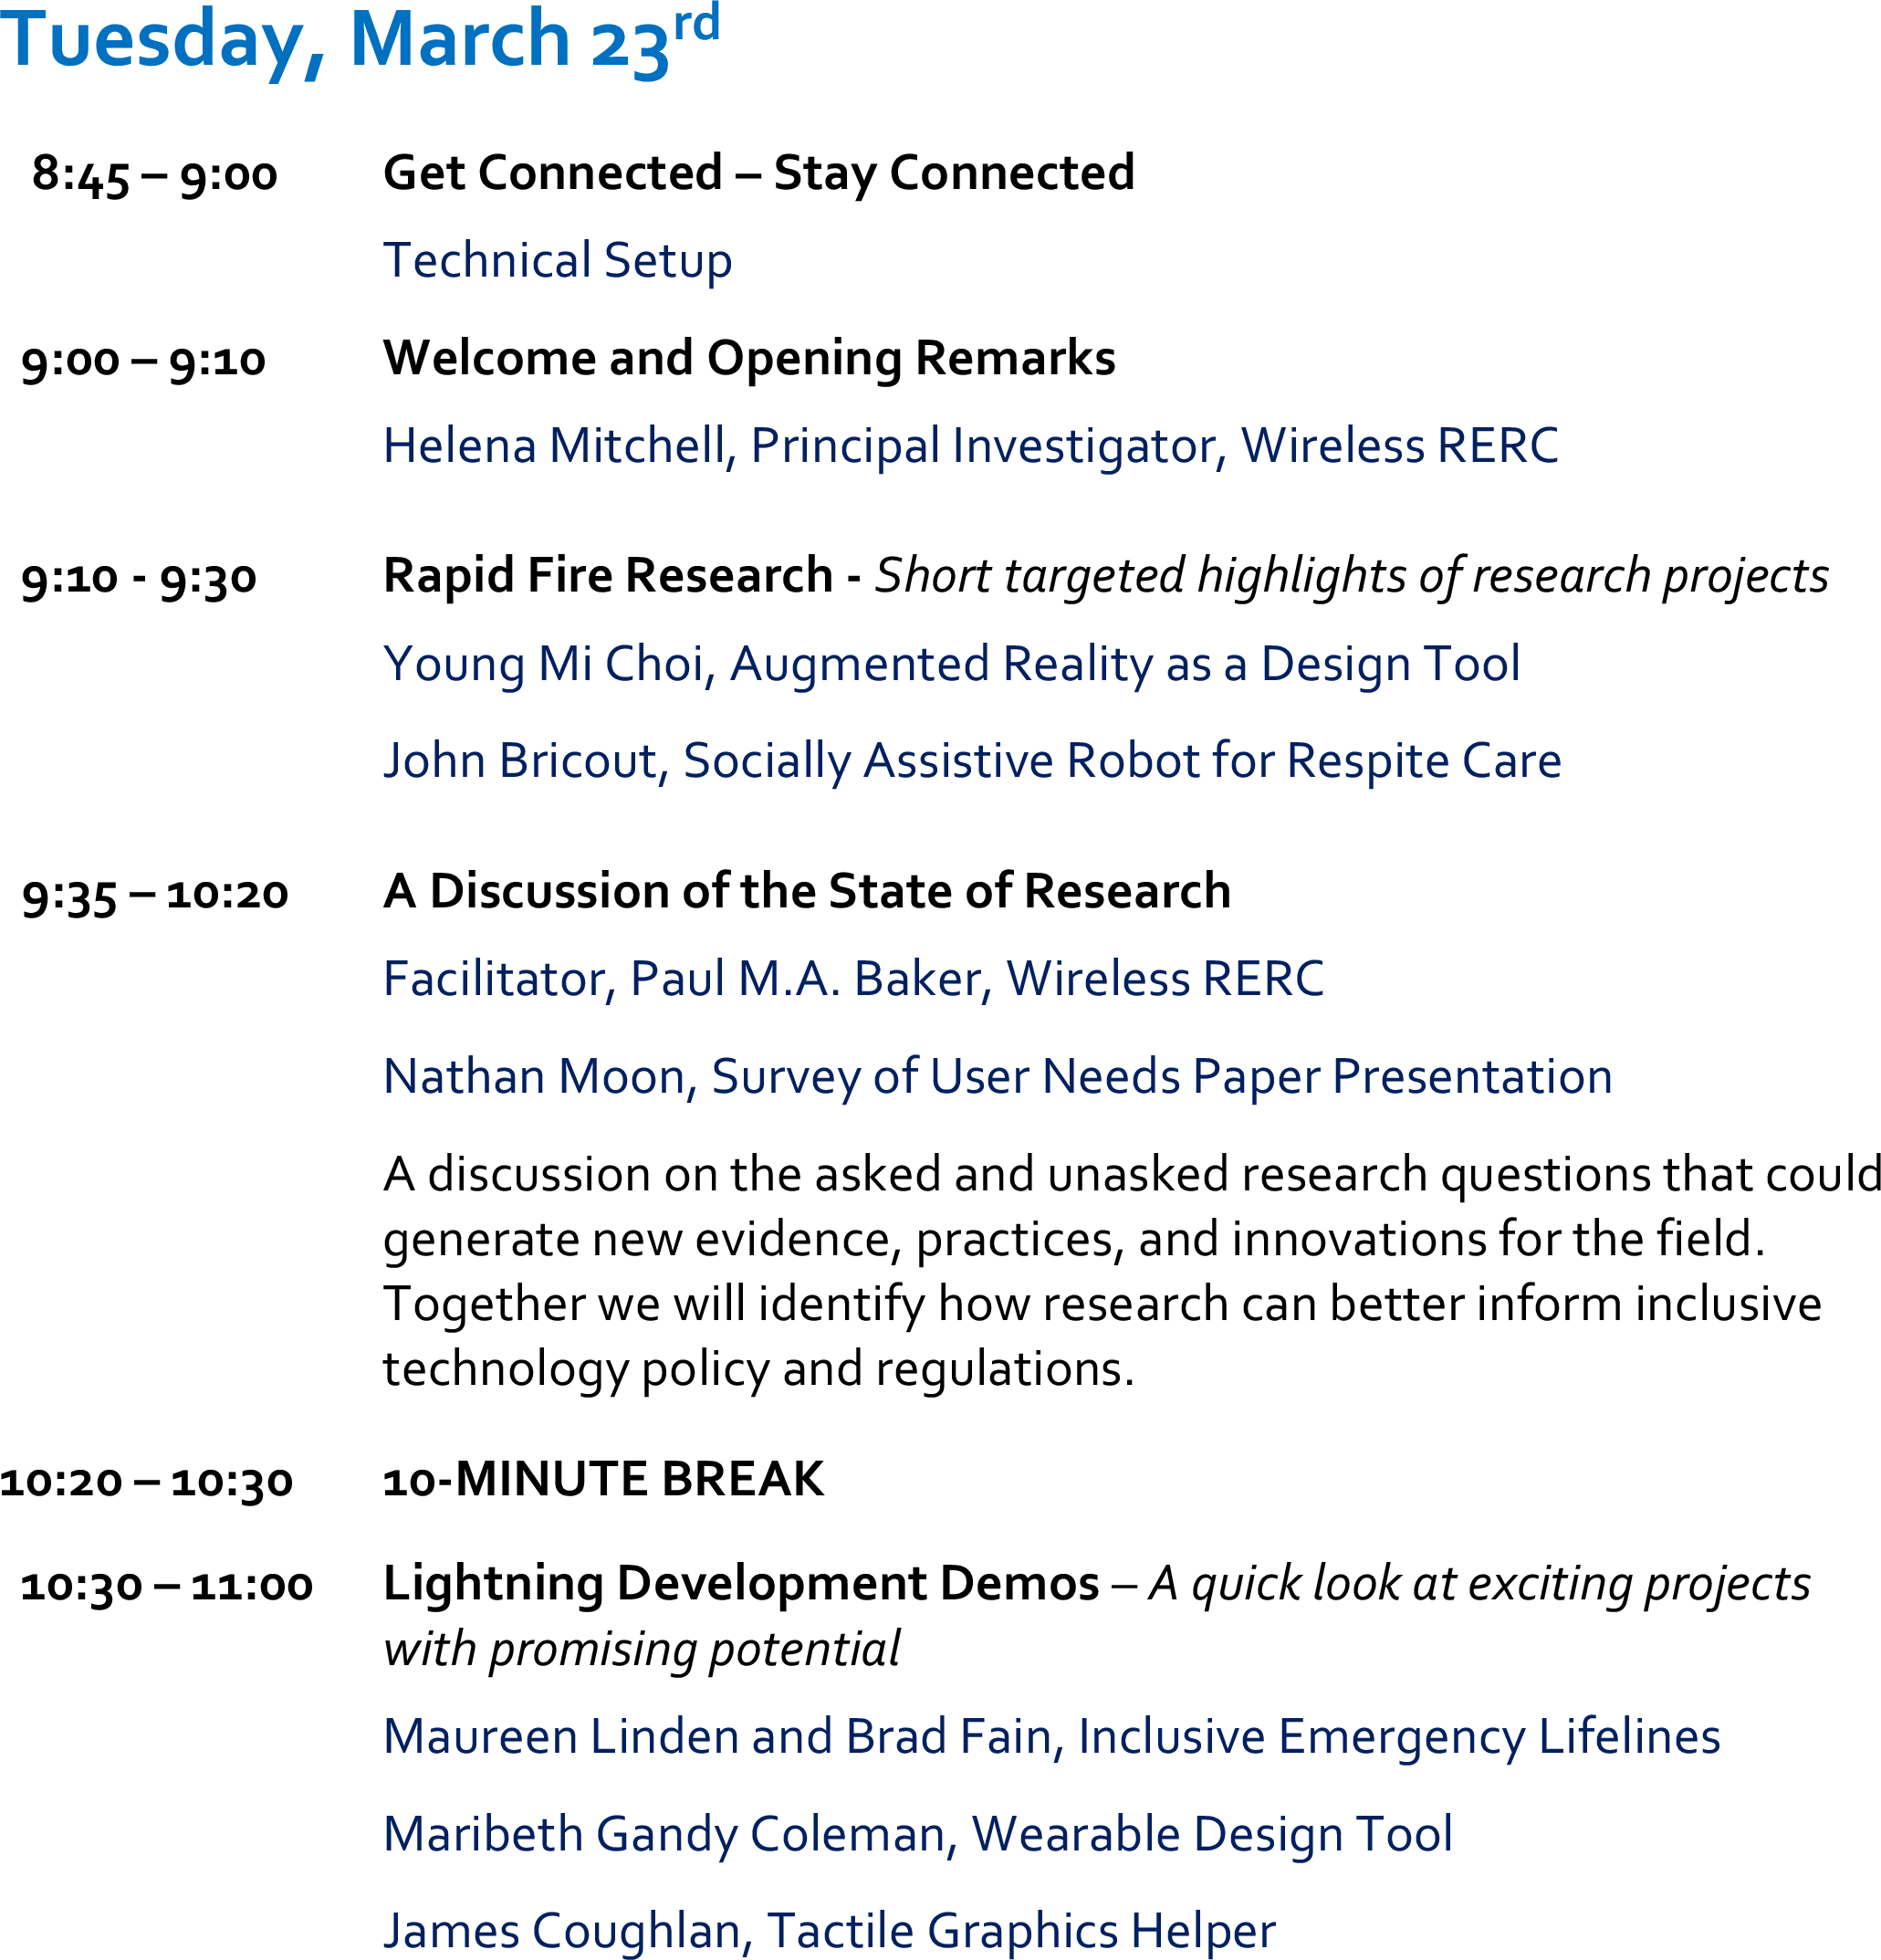 Tuesday, March 23rd
8:45 – 9:00 Get Connected – Stay Connected
Technical Setup
9:00 – 9:10 Welcome and Opening Remarks
Helena Mitchell, Principal Investigator, Wireless RERC
9:10 - 9:30 Rapid Fire Research - Short targeted highlights of research projects
Young Mi Choi, Augmented Reality as a Design Tool
John Bricout, Socially Assistive Robot for Respite Care
9:35 – 10:20 A Discussion of the State of Research
Facilitator, Paul M.A. Baker, Wireless RERC
Nathan Moon, Survey of User Needs Paper Presentation
A discussion on the asked and unasked research questions that could
generate new evidence, practices, and innovations for the field.
Together we will identify how research can better inform inclusive
technology policy and regulations.
10:20 – 10:30 10-MINUTE BREAK
10:30 – 11:00 Lightning Development Demos – A quick look at exciting projects
with promising potential
Maureen Linden and Brad Fain, Inclusive Emergency Lifelines
Maribeth Gandy Coleman, Wearable Design Tool
James Coughlan, Tactile Graphics Helper